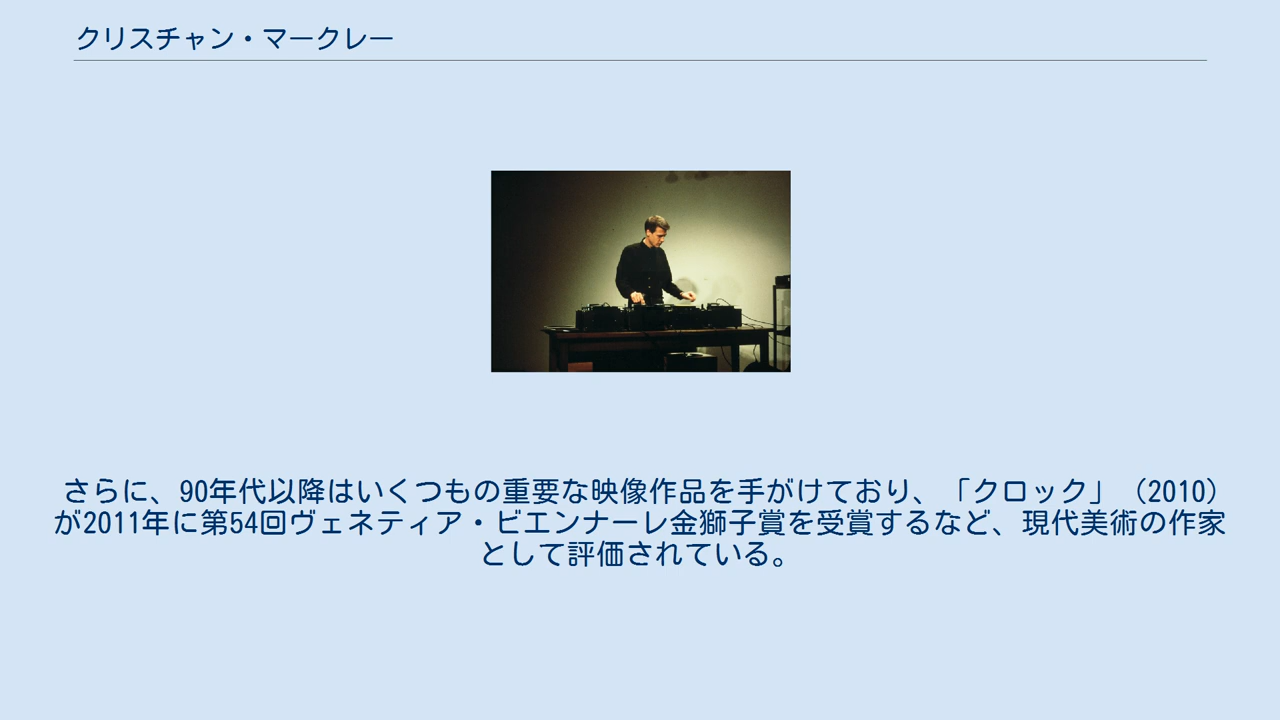 クリスチャン・マークレー
さらに、90年代以降はいくつもの重要な映像作品を手がけており、「クロック」（2010）
が2011年に第54回ヴェネティア・ビエンナーレ金獅子賞を受賞するなど、現代美術の作家
として評価されている。